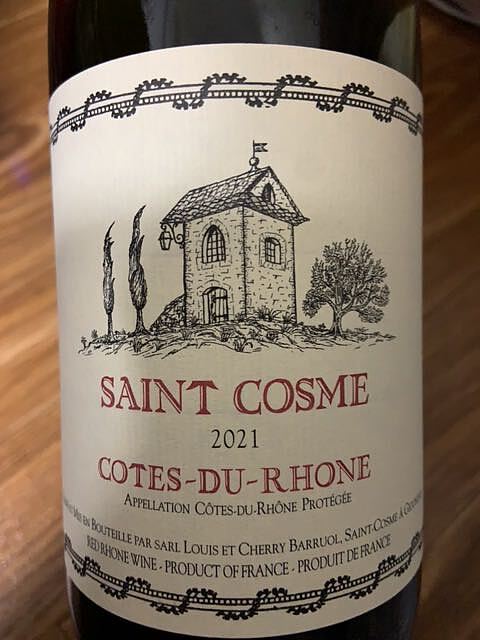 SAINT COSME
2021
COTES-DU-RHONE
APPELLATION CÔTES-DU-RHÔNE PROTÉGÉE
MIS EN BOUTEILLE PAR SARL LOUIS ET CHERRY BARRUOL, SAINT-COSME À
RED RHONE WINE - PRODUCT OF FRANCE - PRODUIT DE FRANCE